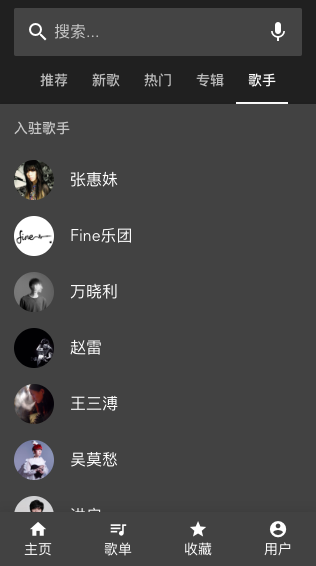 搜索...
推荐 新歌 热门 专辑 歌手
入驻歌手
张惠妹
fine
Fine乐团
万晓利
赵雷
王三溥
吴莫愁
主页 歌单 收藏 用户